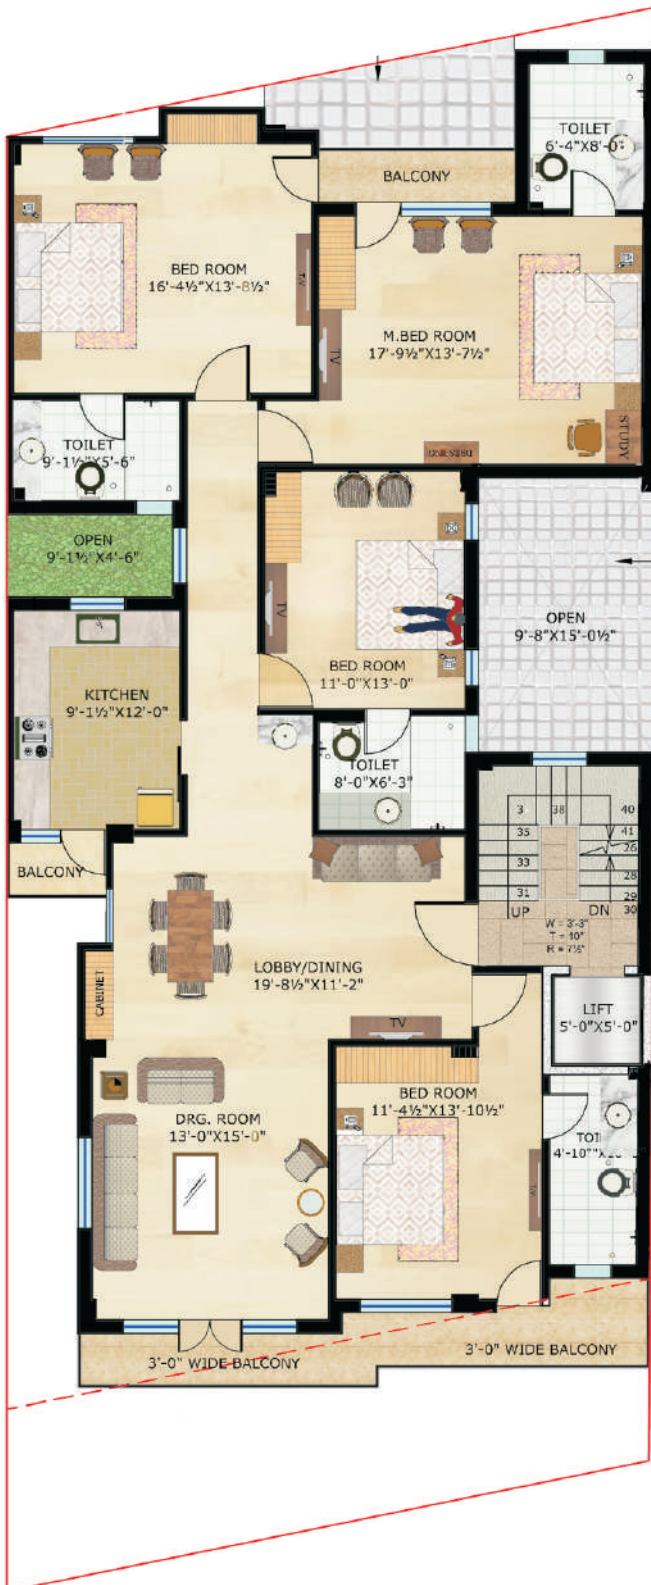 TOILET
6'-4"X8'-0"
BALCONY
BED ROOM
16'-4½"X13'-8½"
M.BED ROOM
17'-9½"X13'-7½"
TV
TV
STUDY
DRESSING
TOILET
9'-1½"X5'-6"
OPEN
9'-1½"X4'-6"
TV
BED ROOM
11'-0"X13'-0"
OPEN
9'-8"X15'-0½"
KITCHEN
9'-1½"X12'-0"
TOILET
8'-0"X6'-3"
BALCONY
3 38 40
35 41
26
33 28
31 29
UP DN 30
W = 3'-3"
T = 10"
R = 7½"
LOBBY/DINING
19'-8½"X11'-2"
CABINET
TV
LIFT
5'-0"X5'-0"
BED ROOM
11'-4½"X13'-10½"
DRG. ROOM
13'-0"X15'-0"
TOI
4'-10"
TV
3'-0" WIDE BALCONY
3'-0" WIDE BALCONY